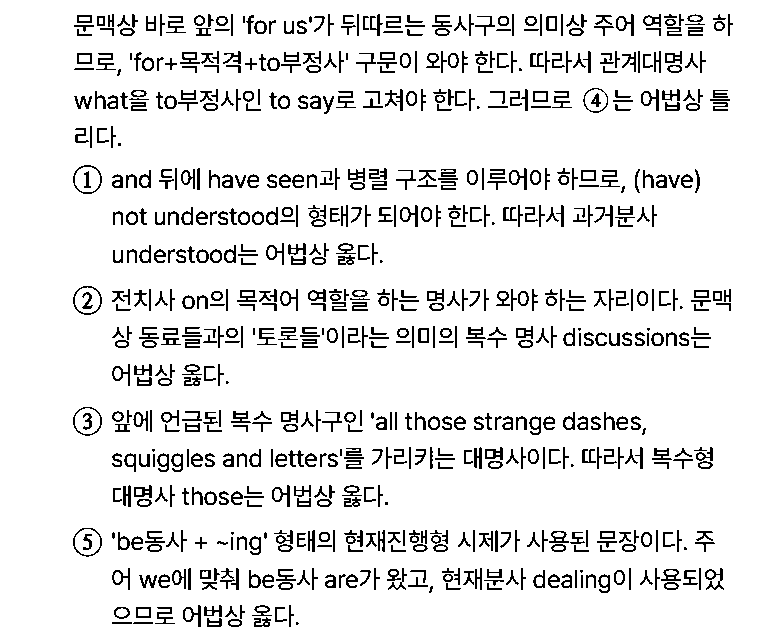 문맥상 바로 앞의 'for us'가 뒤따르는 동사구의 의미상 주어 역할을 하
므로, 'for+목적격+to부정사' 구문이 와야 한다. 따라서 관계대명사
what을 to부정사인 to say로 고쳐야 한다. 그러므로 ④는 어법상 틀
리다.
① and 뒤에 have seen과 병렬 구조를 이루어야 하므로, (have)
not understood의 형태가 되어야 한다. 따라서 과거분사
understood는 어법상 옳다.
② 전치사 on의 목적어 역할을 하는 명사가 와야 하는 자리이다. 문맥
상 동료들과의 '토론들'이라는 의미의 복수 명사 discussions는
어법상 옳다.
③ 앞에 언급된 복수 명사구인 'all those strange dashes,
squiggles and letters'를 가리키는 대명사이다. 따라서 복수형
대명사 those는 어법상 옳다.
⑤ 'be동사 + ~ing' 형태의 현재진행형 시제가 사용된 문장이다. 주
어 we에 맞춰 be동사 are가 왔고, 현재분사 dealing이 사용되었
으므로 어법상 옳다.